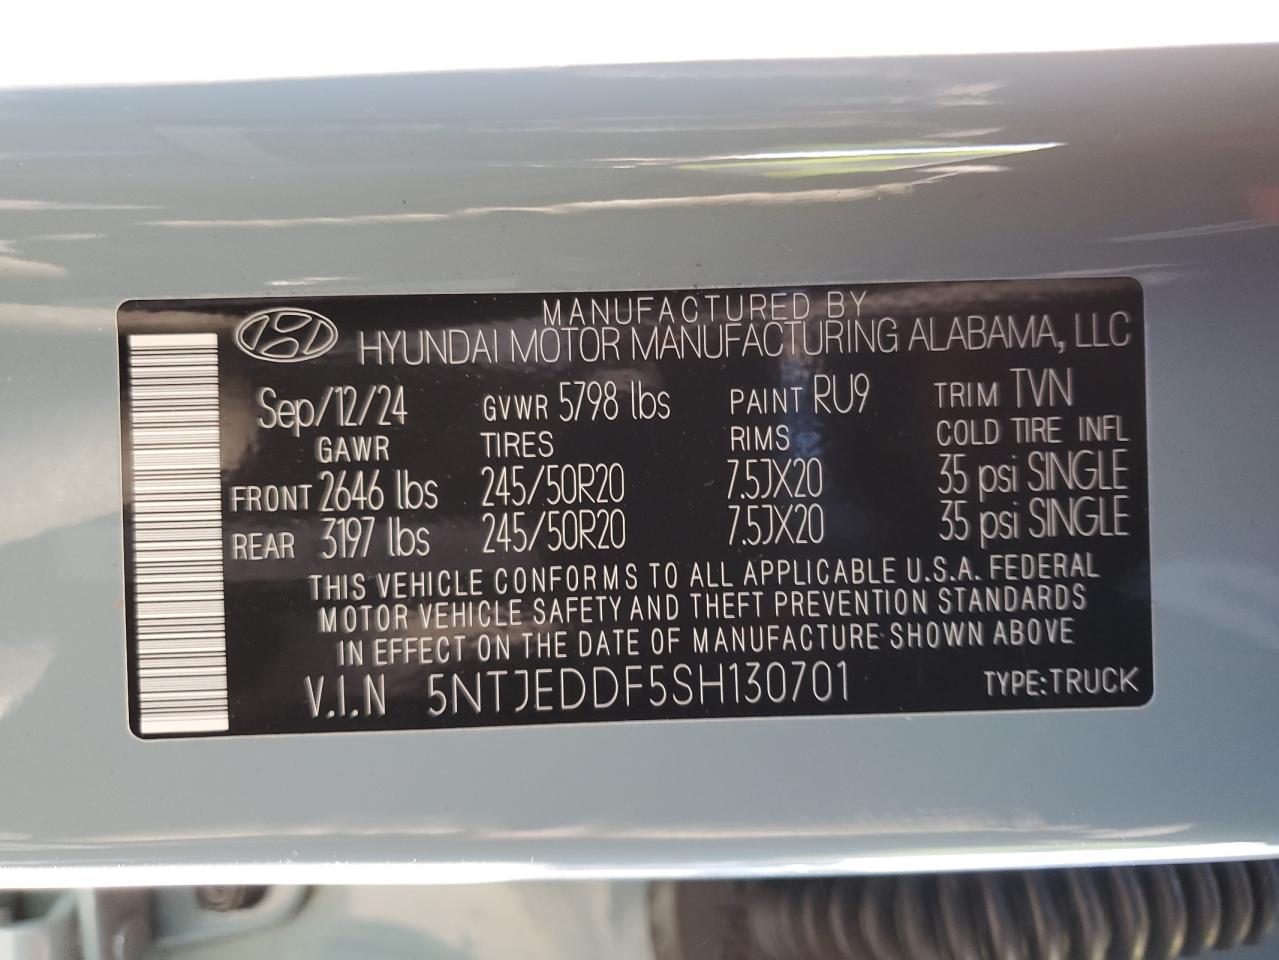 MANUFACTURED BY
HYUNDAI MOTOR MANUFACTURING ALABAMA, LLC
Sep/12/24 GVWR 5798 lbs PAINT RU9 TRIM TVN
GAWR TIRES RIMS COLD TIRE INFL
FRONT 2646 lbs 245/50R20 7.5JX20 35 psi SINGLE
REAR 3197 lbs 245/50R20 7.5JX20 35 psi SINGLE
THIS VEHICLE CONFORMS TO ALL APPLICABLE U.S.A. FEDERAL
MOTOR VEHICLE SAFETY AND THEFT PREVENTION STANDARDS
IN EFFECT ON THE DATE OF MANUFACTURE SHOWN ABOVE
V.I.N 5NTJEDDF5SH130701 TYPE:TRUCK